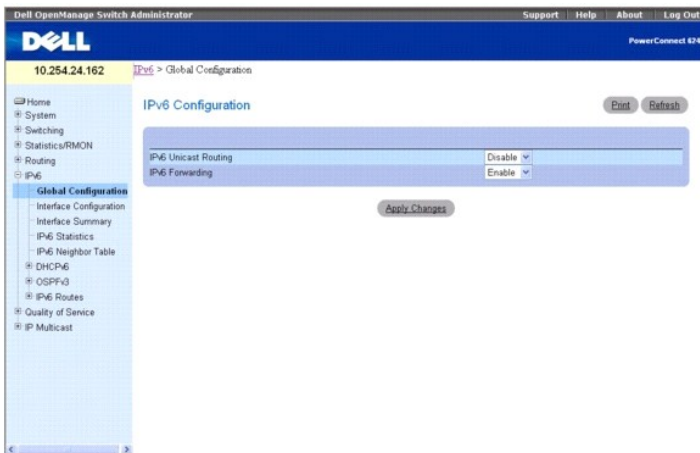 Dell OpenManage Switch Administrator
Support Help About Log Out
DELL
PowerConnect 624
10.254.24.162
IPv6 > Global Configuration
Home
System
Switching
Statistics/RMON
Routing
IPv6
Global Configuration
Interface Configuration
Interface Summary
IPv6 Statistics
IPv6 Neighbor Table
DHCPv6
OSPFv3
IPv6 Routes
Quality of Service
IP Multicast
IPv6 Configuration
Print Refresh
IPv6 Unicast Routing Disable
IPv6 Forwarding Enable
Apply Changes